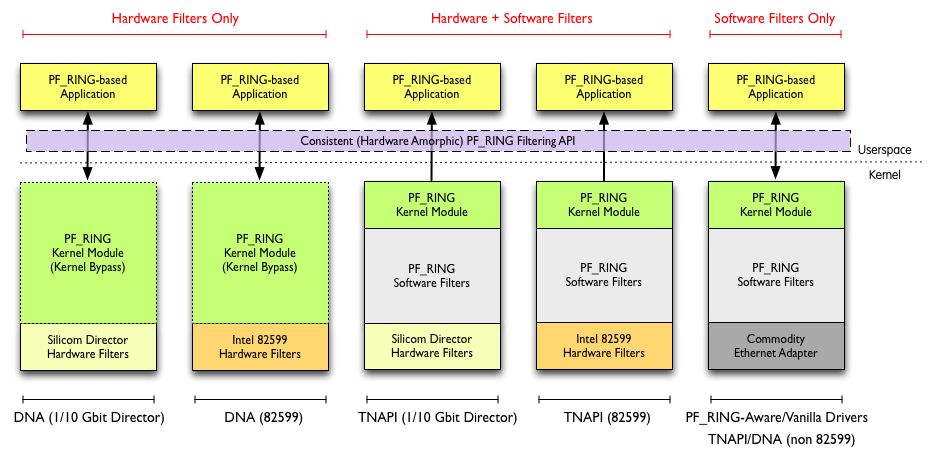 Hardware Filters Only
Hardware + Software Filters
Software Filters Only
PF_RING-based
Application
PF_RING-based
Application
PF_RING-based
Application
PF_RING-based
Application
PF_RING-based
Application
Consistent (Hardware Amorphic) PF_RING Filtering API
Userspace
Kernel
PF_RING
Kernel Module
(Kernel Bypass)
Silicom Director
Hardware Filters
PF_RING
Kernel Module
(Kernel Bypass)
Intel 82599
Hardware Filters
PF_RING
Kernel Module
PF_RING
Software Filters
Silicom Director
Hardware Filters
PF_RING
Kernel Module
PF_RING
Software Filters
Intel 82599
Hardware Filters
PF_RING
Kernel Module
PF_RING
Software Filters
Commodity
Ethernet Adapter
DNA (1/10 Gbit Director)
DNA (82599)
TNAPI (1/10 Gbit Director)
TNAPI (82599)
PF_RING-Aware/Vanilla Drivers
TNAPI/DNA (non 82599)